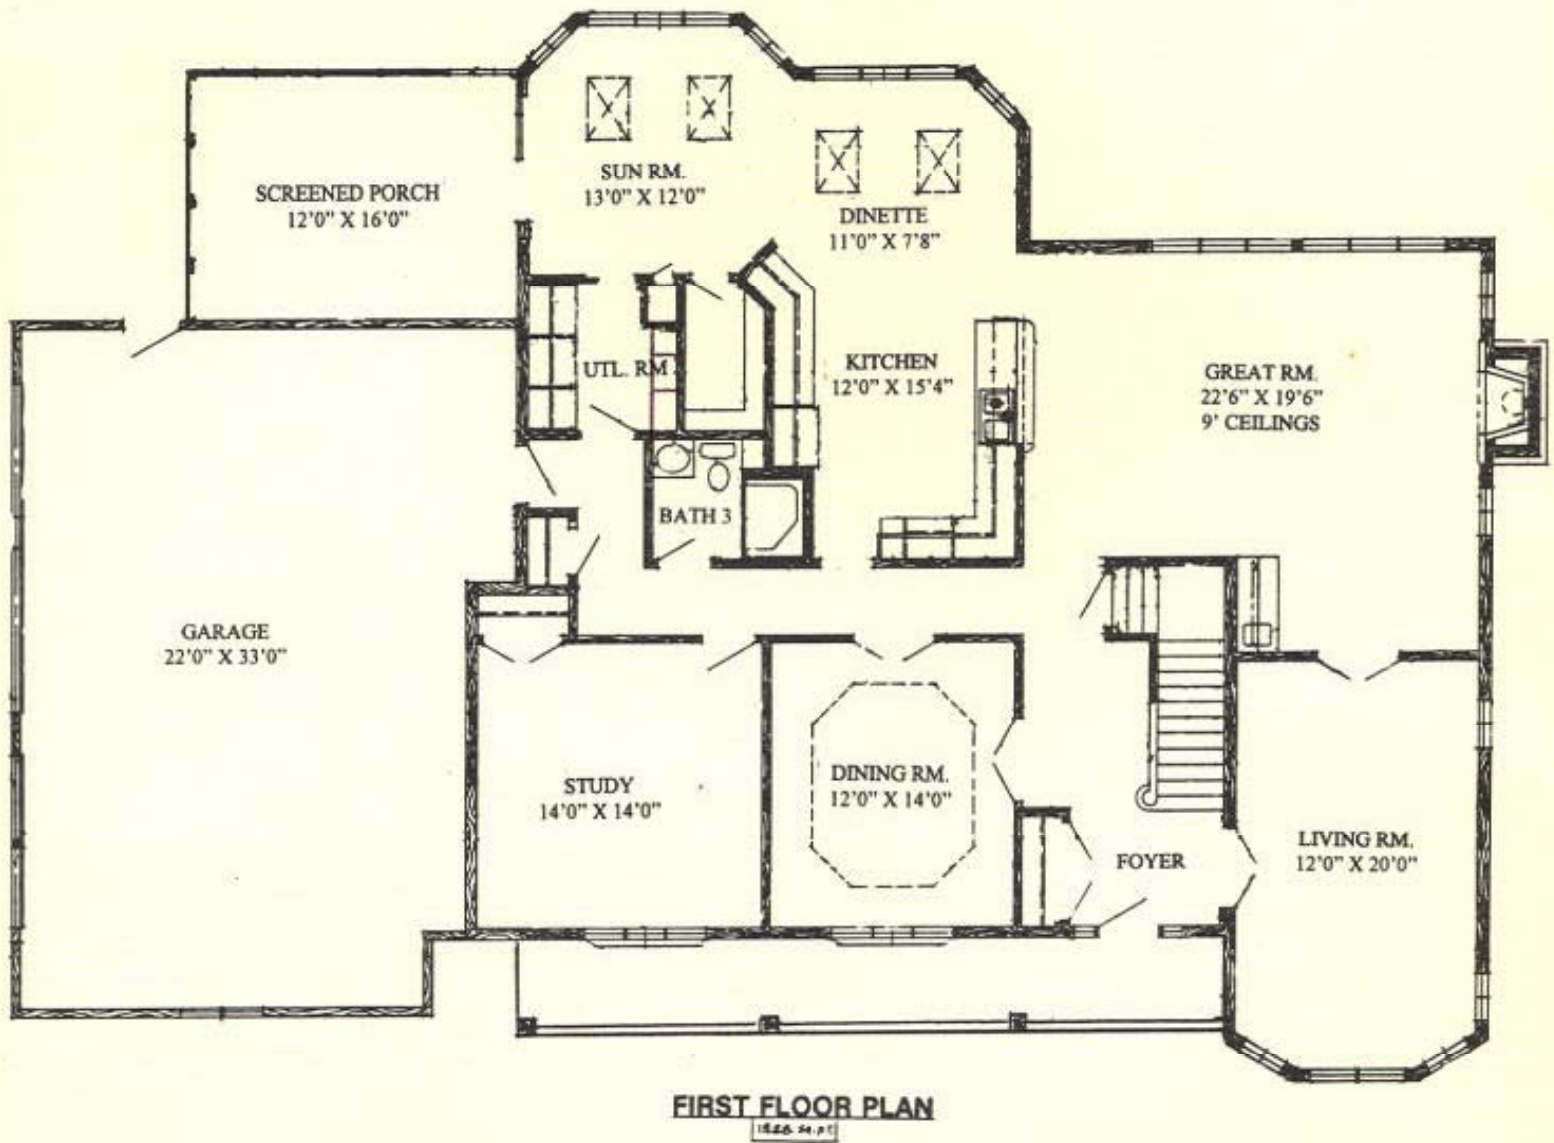 SUN RM.
13'0" X 12'0"
SCREENED PORCH
12'0" X 16'0"
DINETTE
11'0" X 7'8"
UTL. RM
KITCHEN
12'0" X 15'4"
GREAT RM.
22'6" X 19'6"
9' CEILINGS
BATH 3
GARAGE
22'0" X 33'0"
STUDY
14'0" X 14'0"
DINING RM.
12'0" X 14'0"
FOYER
LIVING RM.
12'0" X 20'0"
FIRST FLOOR PLAN
SQ. FT